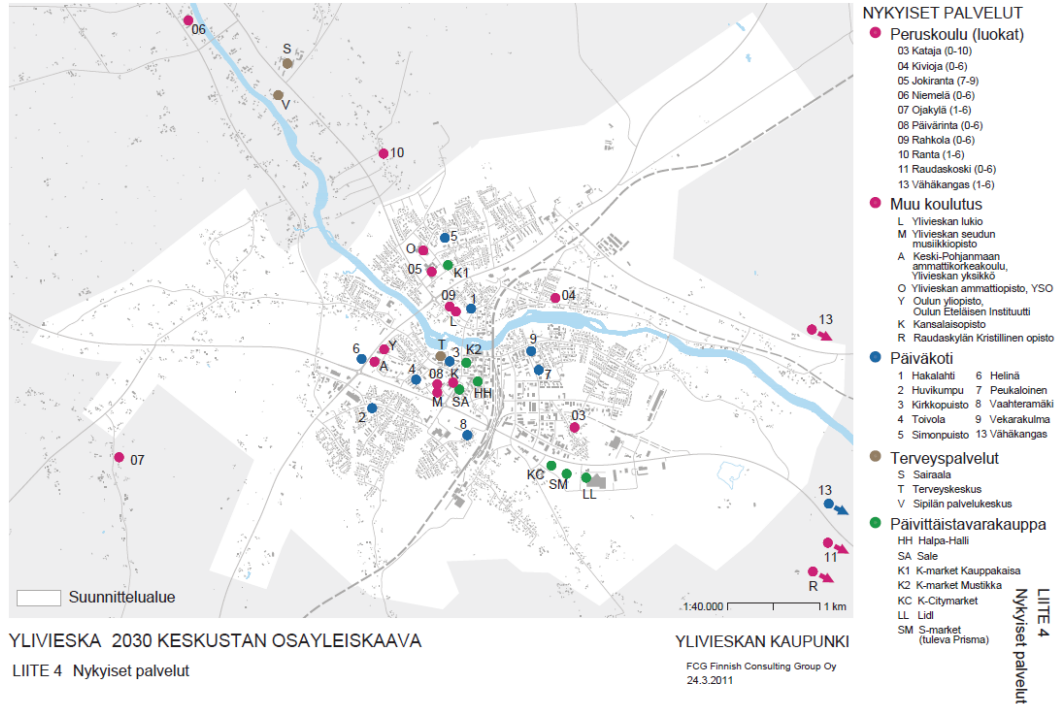 06
S
V
10
O
5
05
K1
09
1
L
04
13
T
Y
6
A
3
K2
9
4
08
K
7
M
SA
HH
2
8
03
07
KC
SM
LL
13
11
R
Suunnittelualue
1:40.000
1 km
YLIVIESKA 2030 KESKUSTAN OSAYLEISKAAVA
LIITE 4 Nykyiset palvelut
YLIVIESKAN KAUPUNKI
FCG Finnish Consulting Group Oy
24.3.2011
NYKYISET PALVELUT
Peruskoulu (luokat)
03 Kataja (0-10)
04 Kivioja (0-6)
05 Jokiranta (7-9)
06 Niemelä (0-6)
07 Ojakylä (1-6)
08 Päivärinta (0-6)
09 Rahkola (0-6)
10 Ranta (1-6)
11 Raudaskoski (0-6)
13 Vähäkangas (1-6)
Muu koulutus
L Ylivieskan lukio
M Ylivieskan seudun
musiikkiopisto
A Keski-Pohjanmaan
ammattikorkeakoulu,
Ylivieskan yksikkö
O Ylivieskan ammattiopisto, YSO
Y Oulun yliopisto,
Oulun Eteläisen Instituutti
K Kansalaisopisto
R Raudaskylän Kristillinen opisto
Päiväkoti
1 Hakalahti 6 Helinä
2 Huvikumpu 7 Peukaloinen
3 Kirkkopuisto 8 Vaahteramäki
4 Toivola 9 Vekarakulma
5 Simonpuisto 13 Vähäkangas
Terveyspalvelut
S Sairaala
T Terveyskeskus
V Sipilän palvelukeskus
Päivittäistavarakauppa
HH Halpa-Halli
SA Sale
K1 K-market Kauppakaisa
K2 K-market Mustikka
KC K-Citymarket
LL Lidl
SM S-market
(tuleva Prisma)
LIITE 4
Nykyiset palvelut